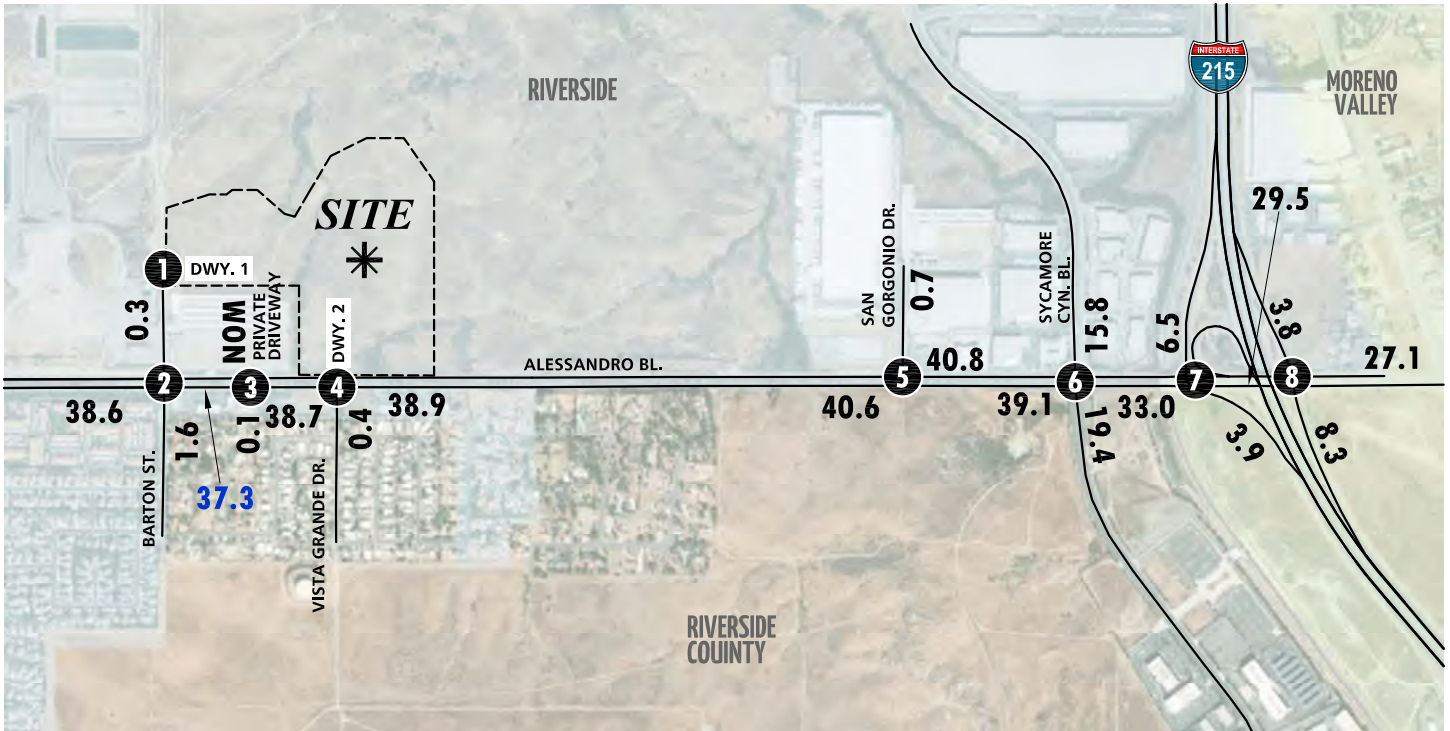 INTERSTATE
215
RIVERSIDE
MORENO
VALLEY
SITE
29.5
1
DWY. 1
0.3
NOM
PRIVATE
DRIVEWAY
DWY. 2
SAN
GORGONIO DR.
0.7
SYCAMORE
CYN. BL.
15.8
6.5
3.8
27.1
ALESSANDRO BL.
40.8
2
3
4
5
6
7
8
38.6
1.6
0.1
38.7
0.4
38.9
40.6
39.1
19.4
33.0
3.9
8.3
37.3
BARTON ST.
VISTA GRANDE DR.
RIVERSIDE
COUINTY